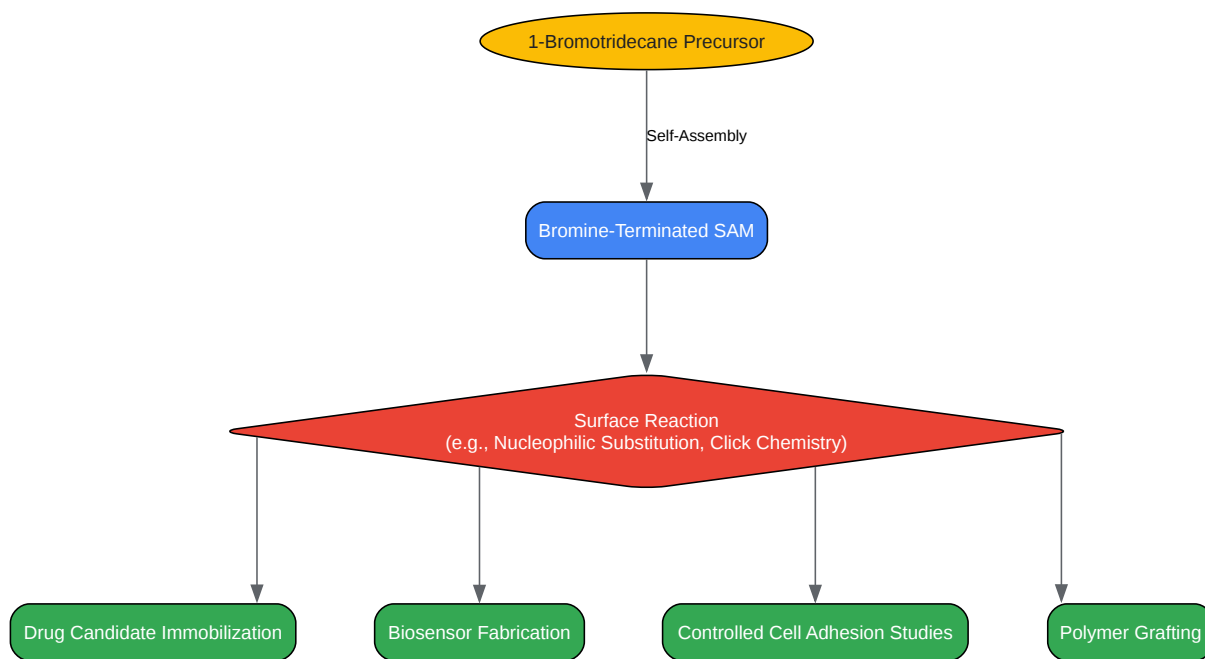 1-Bromotridecane Precursor
Self-Assembly
Bromine-Terminated SAM
Surface Reaction
(e.g., Nucleophilic Substitution, Click Chemistry)
Drug Candidate Immobilization
Biosensor Fabrication
Controlled Cell Adhesion Studies
Polymer Grafting